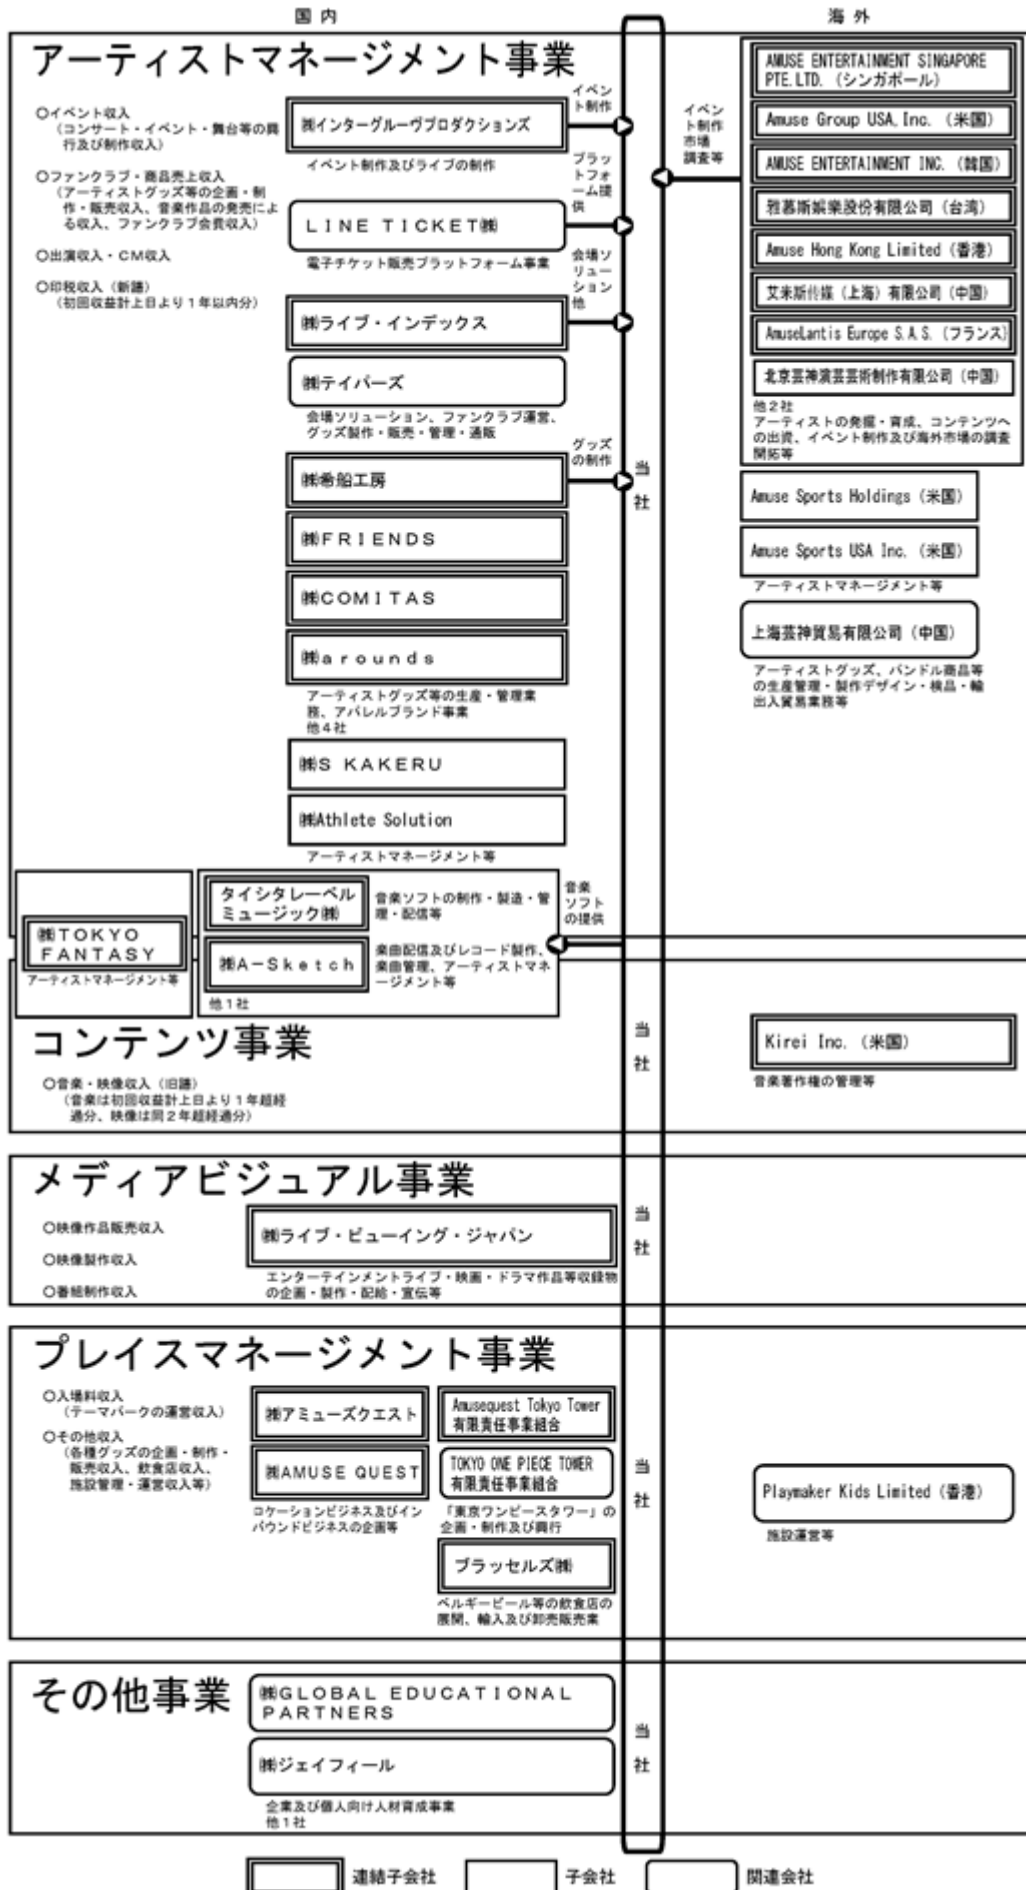 国内
海外
アーティストマネージメント事業
○イベント収入
(コンサート・イベント・舞台等の興
行及び制作収入)
○ファンクラブ・商品売上収入
(アーティストグッズ等の企画・制
作・販売収入、音楽作品の発売によ
る収入、ファンクラブ会費収入)
○出演収入・CM収入
○印税収入(新譜)
(初回収益計上日より1年以内分)
㈱インターグルーヴプロダクションズ
イベント制作及びライブの制作
イベン
ト制作
LINE TICKET㈱
電子チケット販売プラットフォーム事業
プラッ
トフォ
ーム提
供
㈱ライブ・インデックス
会場ソ
リュー
ション
他
㈱テイパーズ
会場ソリューション、ファンクラブ運営、
グッズ製作・販売・管理・通販
㈱希船工房
グッズ
の制作
㈱FRIENDS
㈱COMITAS
㈱arounds
アーティストグッズ等の生産・管理業
務、アパレルブランド事業
他4社
㈱S KAKERU
㈱Athlete Solution
アーティストマネージメント等
当
社
イベン
ト制作
市場
調査等
AMUSE ENTERTAINMENT SINGAPORE
PTE.LTD. (シンガポール)
Amuse Group USA,Inc. (米国)
AMUSE ENTERTAINMENT INC. (韓国)
雅慕斯娯樂股份有限公司(台湾)
Amuse Hong Kong Limited (香港)
艾米斯传媒(上海)有限公司(中国)
AmuseLantis Europe S.A.S. (フランス)
北京芸神演芸芸術制作有限公司(中国)
他2社
アーティストの発掘・育成、コンテンツへ
の出資、イベント制作及び海外市場の調査
開拓等
Amuse Sports Holdings (米国)
Amuse Sports USA Inc. (米国)
アーティストマネージメント等
上海芸神貿易有限公司(中国)
アーティストグッズ、バンドル商品等
の生産管理・製作デザイン・検品・輸
出入貿易業務等
㈱TOKYO
FANTASY
アーティストマネージメント等
タイシタレーベル
ミュージック㈱
音楽ソフトの制作・製造・管
理・配信等
㈱A-Sketch
楽曲配信及びレコード製作、
楽曲管理、アーティストマネ
ージメント等
他1社
音楽
ソフト
の提供
コンテンツ事業
○音楽・映像収入(旧譜)
(音楽は初回収益計上日より1年超経
過分、映像は同2年超経過分)
当
社
Kirei Inc. (米国)
音楽著作権の管理等
メディアビジュアル事業
○映像作品販売収入
○映像製作収入
○番組制作収入
㈱ライブ・ビューイング・ジャパン
エンターテインメントライブ・映画・ドラマ作品等収録物
の企画・製作・配給・宣伝等
当
社
プレイスマネージメント事業
○入場料収入
(テーマパークの運営収入)
○その他収入
(各種グッズの企画・制作・
販売収入、飲食店収入、
施設管理・運営収入等)
㈱アミューズクエスト
㈱AMUSE QUEST
ロケーションビジネス及びイン
バウンドビジネスの企画等
Amusequest Tokyo Tower
有限責任事業組合
TOKYO ONE PIECE TOWER
有限責任事業組合
「東京ワンピースタワー」の
企画・制作及び興行
ブラッセルズ㈱
ベルギービール等の飲食店の
展開、輸入及び卸売販売業
当
社
Playmaker Kids Limited (香港)
施設運営等
その他事業
㈱GLOBAL EDUCATIONAL
PARTNERS
㈱ジェイフィール
企業及び個人向け人材育成事業
他1社
当
社
連結子会社
子会社
関連会社